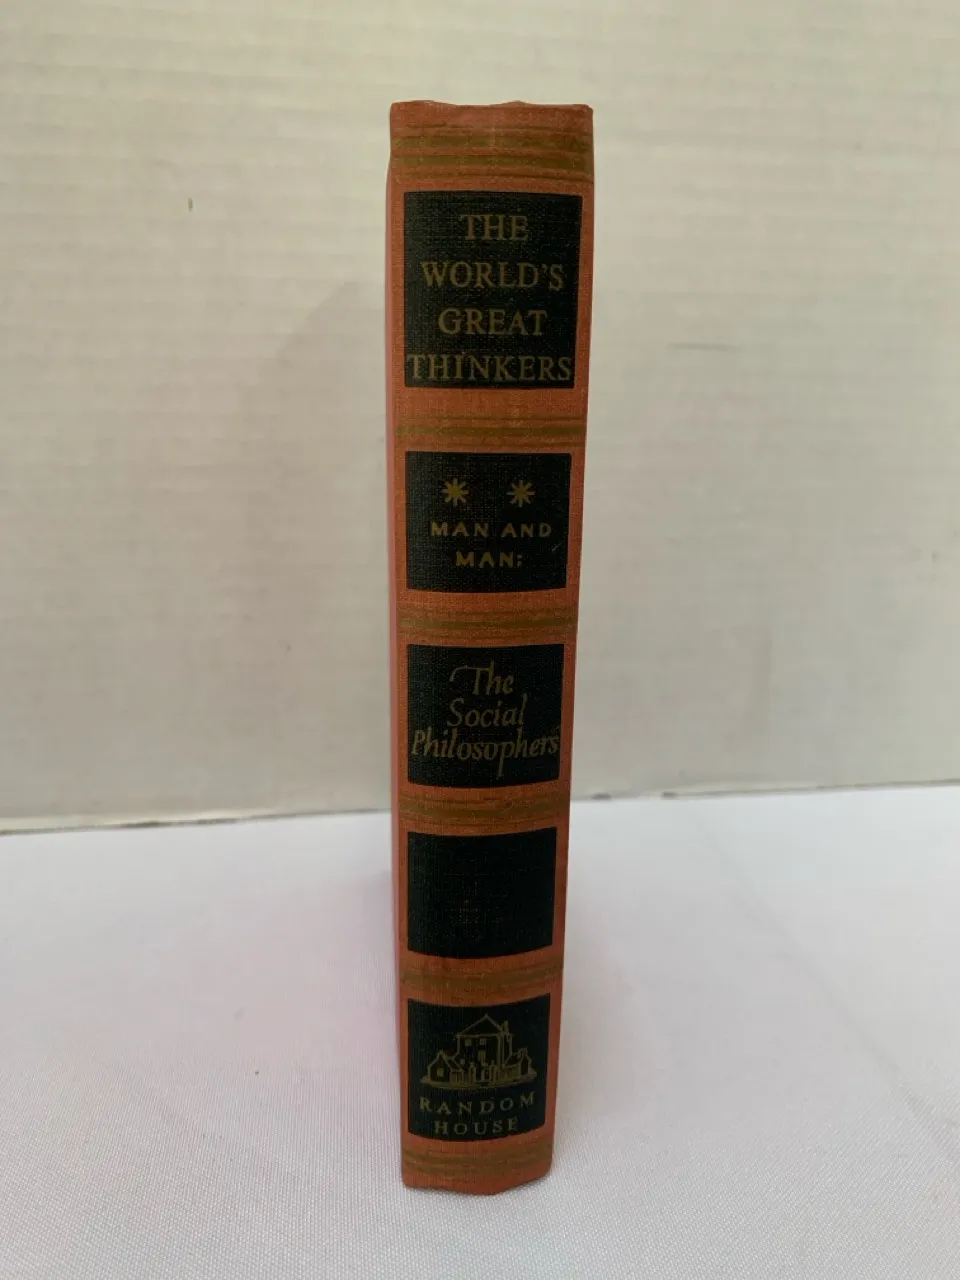 THE
WORLD'S
GREAT
THINKERS
* *
MAN AND
MAN:
The
Social
Philosophers
RANDOM
HOUSE